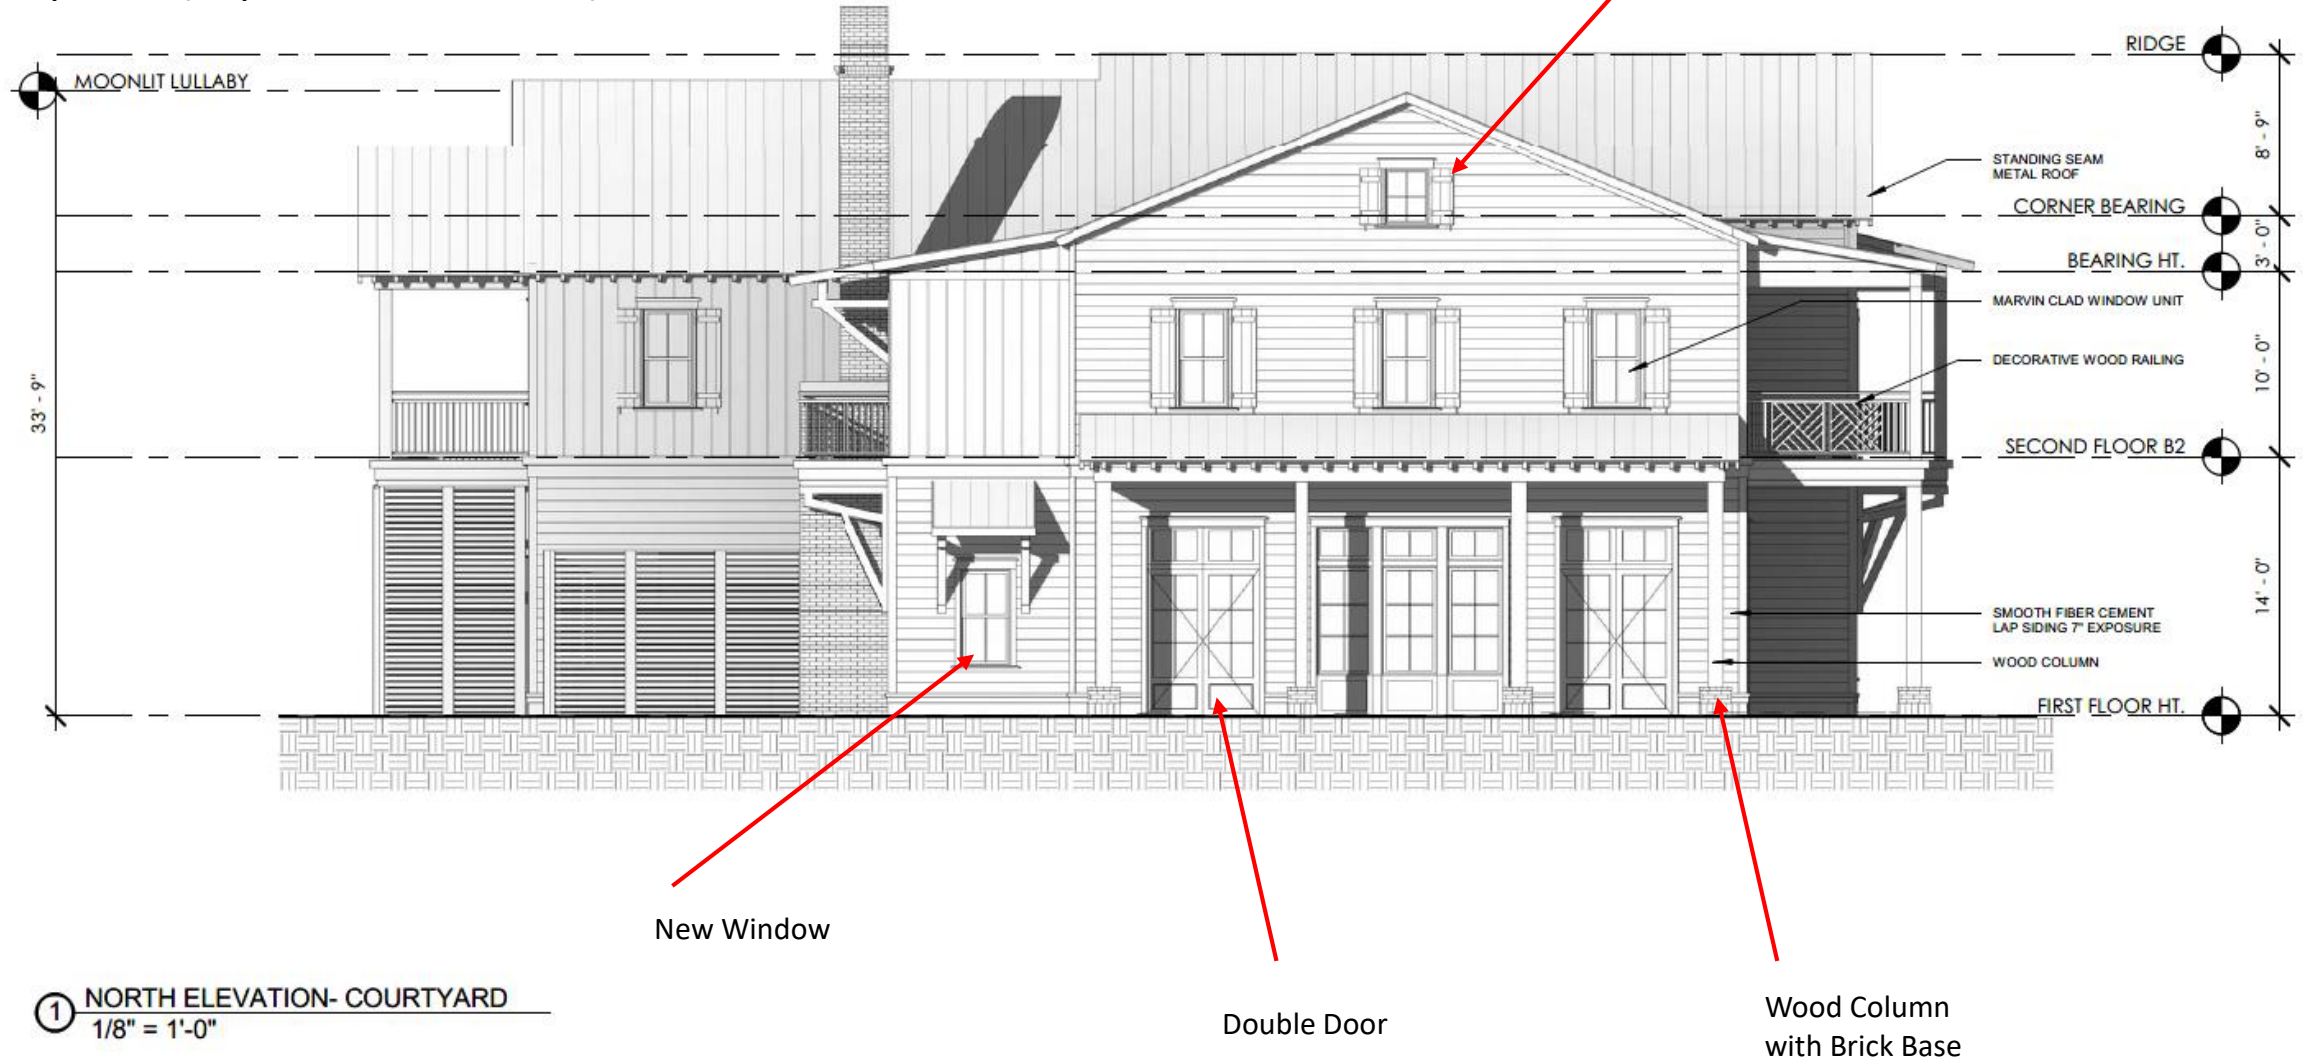 RIDGE
MOONLIT LULLABY
8' - 9"
STANDING SEAM
METAL ROOF
CORNER BEARING
3' - 0"
BEARING HT.
MARVIN CLAD WINDOW UNIT
DECORATIVE WOOD RAILING
10' - 0"
33' - 9"
SECOND FLOOR B2
14' - 0"
SMOOTH FIBER CEMENT
LAP SIDING 7" EXPOSURE
WOOD COLUMN
FIRST FLOOR HT.
New Window
Double Door
Wood Column
with Brick Base
1
NORTH ELEVATION- COURTYARD
1/8" = 1'-0"